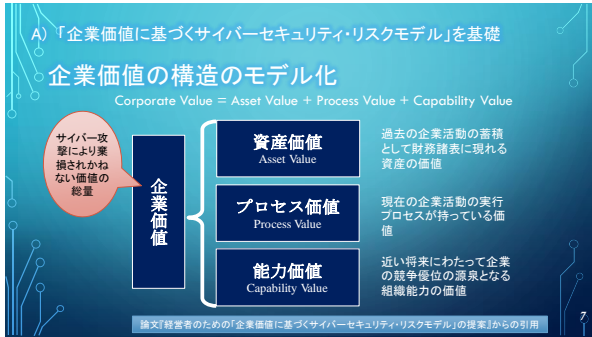 A) 「企業価値に基づくサイバーセキュリティ・リスクモデル」を基礎
企業価値の構造のモデル化
Corporate Value = Asset Value + Process Value + Capability Value
サイバー攻
撃により棄
損されかね
ない価値の
総量
企業価値
資産価値
Asset Value
過去の企業活動の蓄積
として財務諸表に現れる
資産の価値
プロセス価値
Process Value
現在の企業活動の実行
プロセスが持っている価
値
能力価値
Capability Value
近い将来にわたって企業
の競争優位の源泉となる
組織能力の価値
論文『経営者のための「企業価値に基づくサイバーセキュリティ・リスクモデル」の提案』からの引用
7